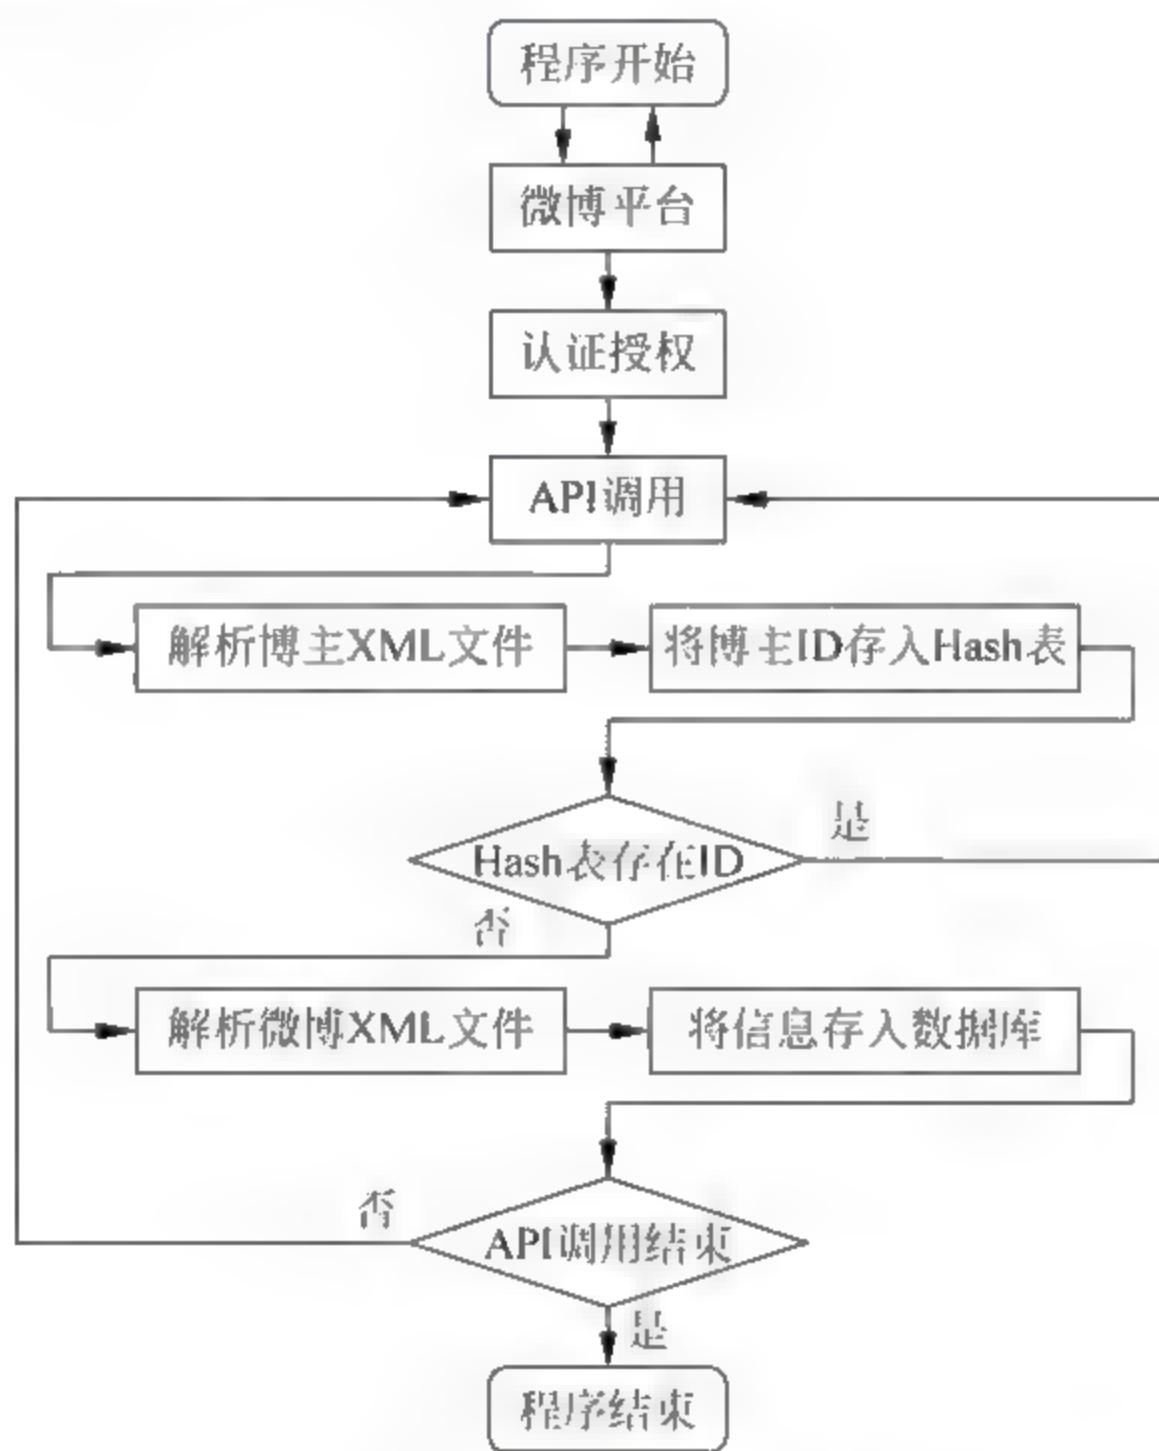 程序开始
微博平台
认证授权
API调用
解析博主XML文件
将博主ID存入Hash表
是
Hash表存在ID
否
解析微博XML文件
将信息存入数据库
否
API调用结束
是
程序结束